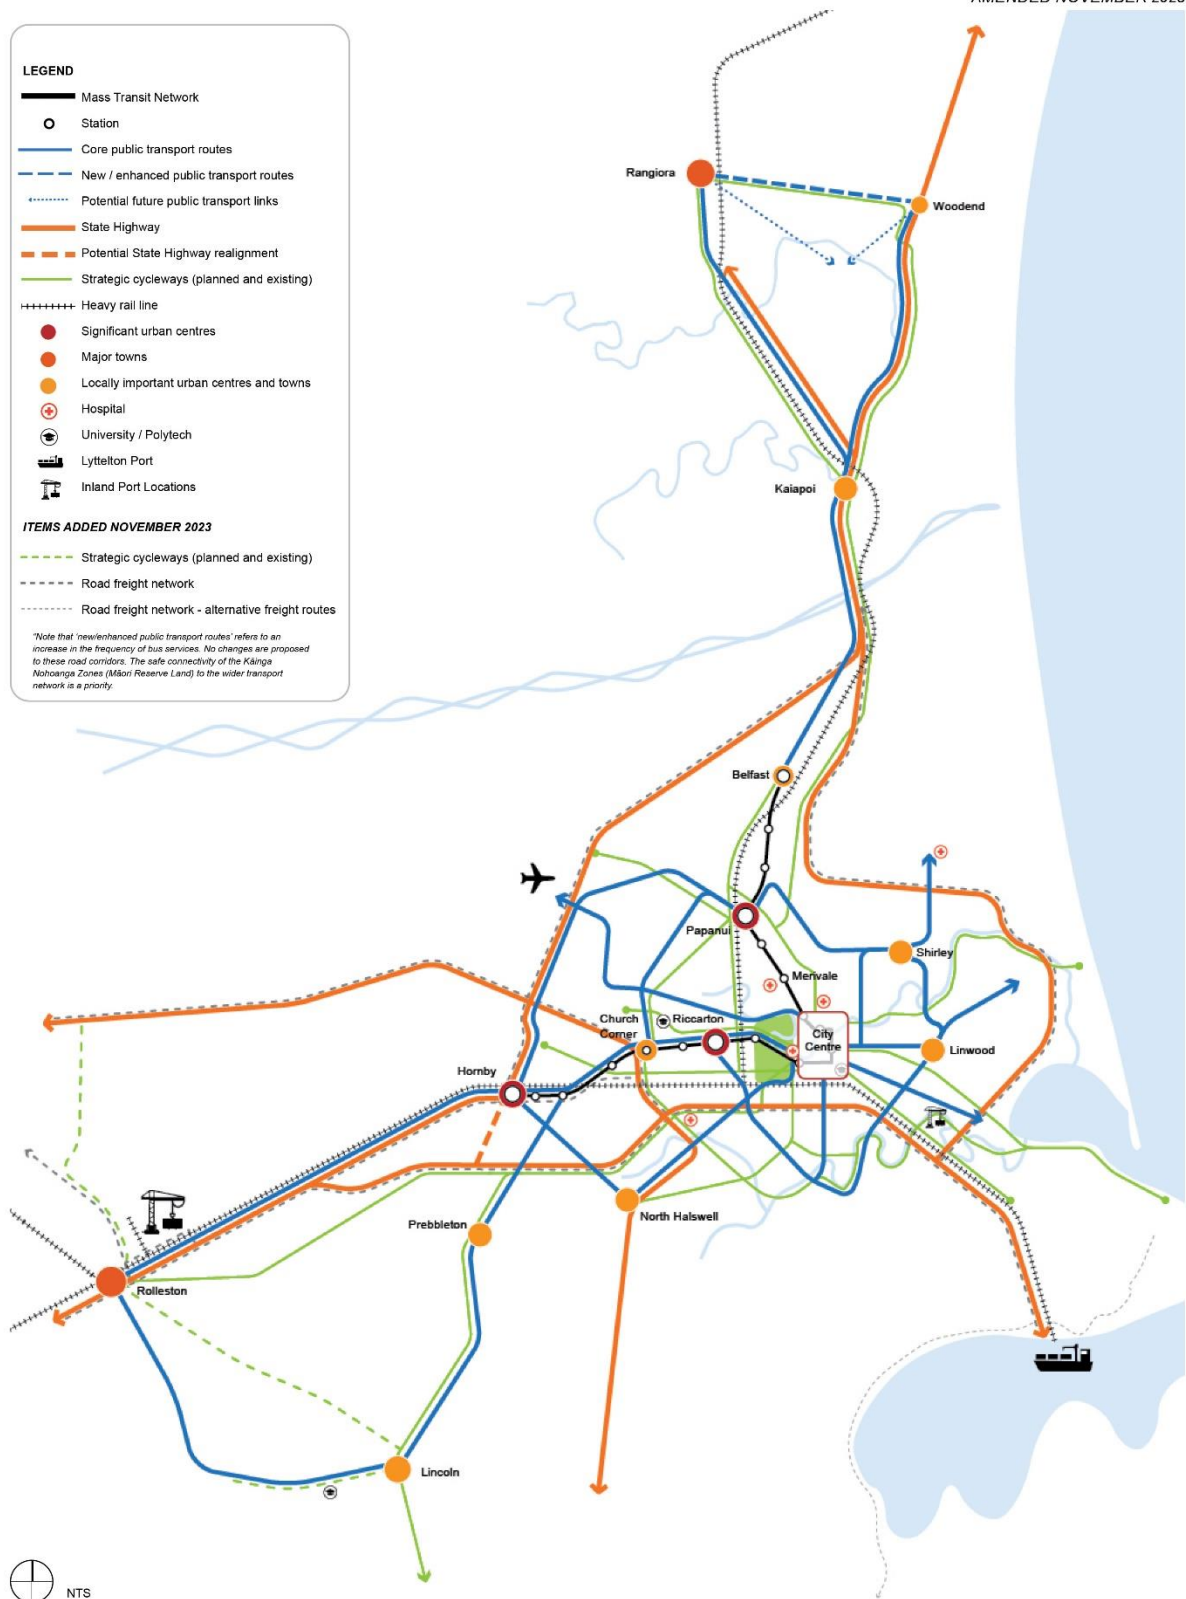 AMENDED NOVEMBER 2023
LEGEND
Mass Transit Network
Station
Core public transport routes
New / enhanced public transport routes
Potential future public transport links
State Highway
Potential State Highway realignment
Strategic cycleways (planned and existing)
Heavy rail line
Significant urban centres
Major towns
Locally important urban centres and towns
Hospital
University / Polytech
Lyttelton Port
Inland Port Locations
ITEMS ADDED NOVEMBER 2023
Strategic cycleways (planned and existing)
Road freight network
Road freight network - alternative freight routes
*Note that 'new/enhanced public transport routes' refers to an
increase in the frequency of bus services. No changes are proposed
to these road corridors. The safe connectivity of the Kāinga
Nohoanga Zones (Māori Reserve Land) to the wider transport
network is a priority.
Rangiora
Woodend
Kaiapoi
Belfast
Papanui
Shirley
Merivale
Church
Corner
Riccarton
City
Centre
Linwood
Hornby
North Halswell
Prebbleton
Rolleston
Lincoln
NTS